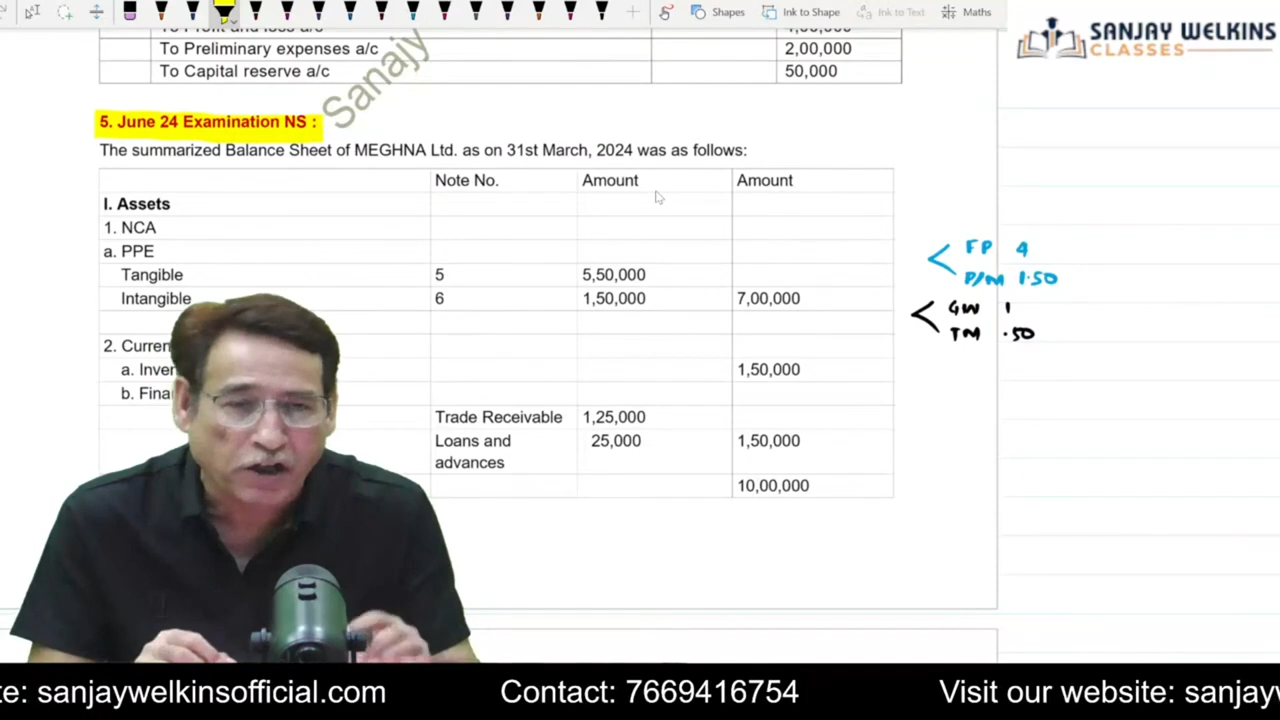 Shapes Ink to Shape Ink to Text Maths
SANJAY WELKINS
CLASSES
To Preliminary expenses a/c 2,00,000
To Capital reserve a/c 50,000
Sanajy
5. June 24 Examination NS :
The summarized Balance Sheet of MEGHNA Ltd. as on 31st March, 2024 was as follows:
Note No. Amount Amount
I. Assets
1. NCA
a. PPE
Tangible 5 5,50,000
Intangible 6 1,50,000 7,00,000
FP 4
P/M 1.50
GW 1
TM .50
2. Curren
a. Inver 1,50,000
b. Fina
Trade Receivable 1,25,000
Loans and 25,000 1,50,000
advances
10,00,000
te: sanjaywelkinsofficial.com Contact: 7669416754 Visit our website: sanjay